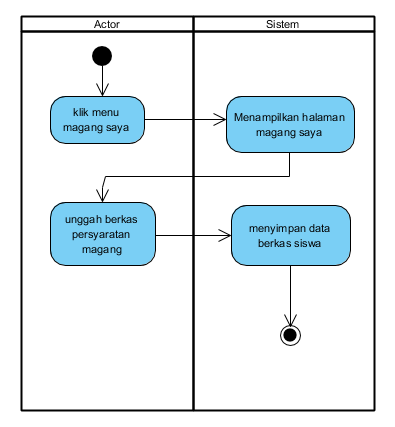 Actor
Sistem
klik menu
magang saya
Menampilkan halaman
magang saya
unggah berkas
persyaratan
magang
menyimpan data
berkas siswa